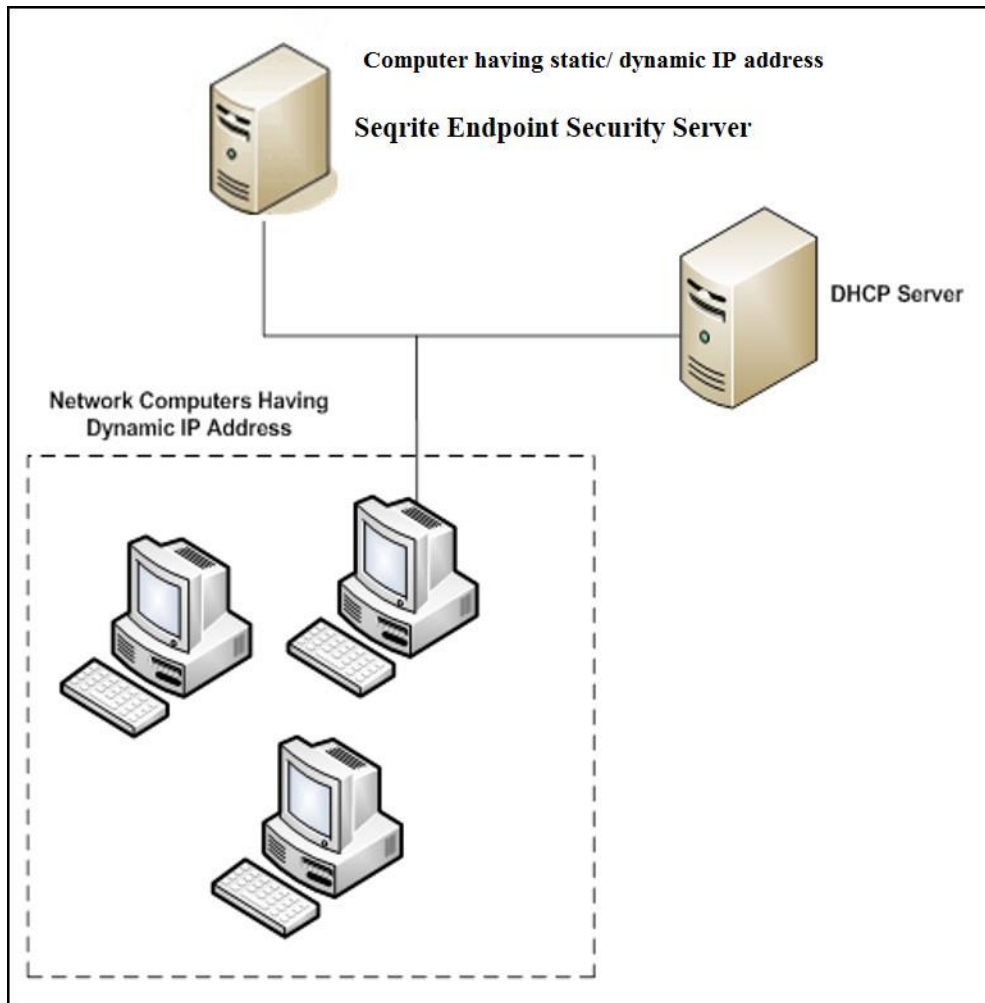 Computer having static/ dynamic IP address
Seqrite Endpoint Security Server
DHCP Server
Network Computers Having
Dynamic IP Address